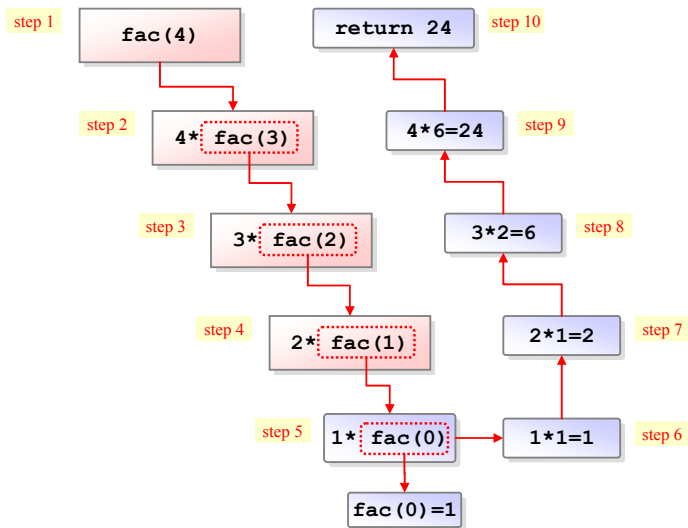 step 1
fac(4)
return 24
step 10
step 2
4* fac(3)
4*6=24
step 9
step 3
3* fac(2)
3*2=6
step 8
step 4
2* fac(1)
2*1=2
step 7
step 5
1* fac(0)
1*1=1
step 6
fac(0)=1